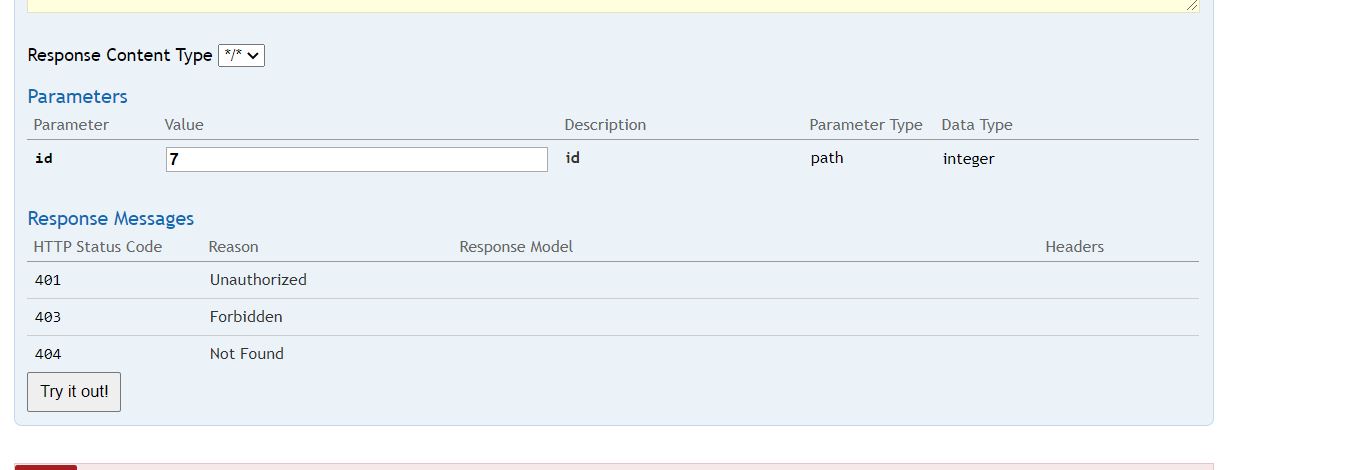 Response Content Type */*
Parameters
Parameter Value Description Parameter Type Data Type
id 7 id path integer
Response Messages
HTTP Status Code Reason Response Model Headers
401 Unauthorized
403 Forbidden
404 Not Found
Try it out!